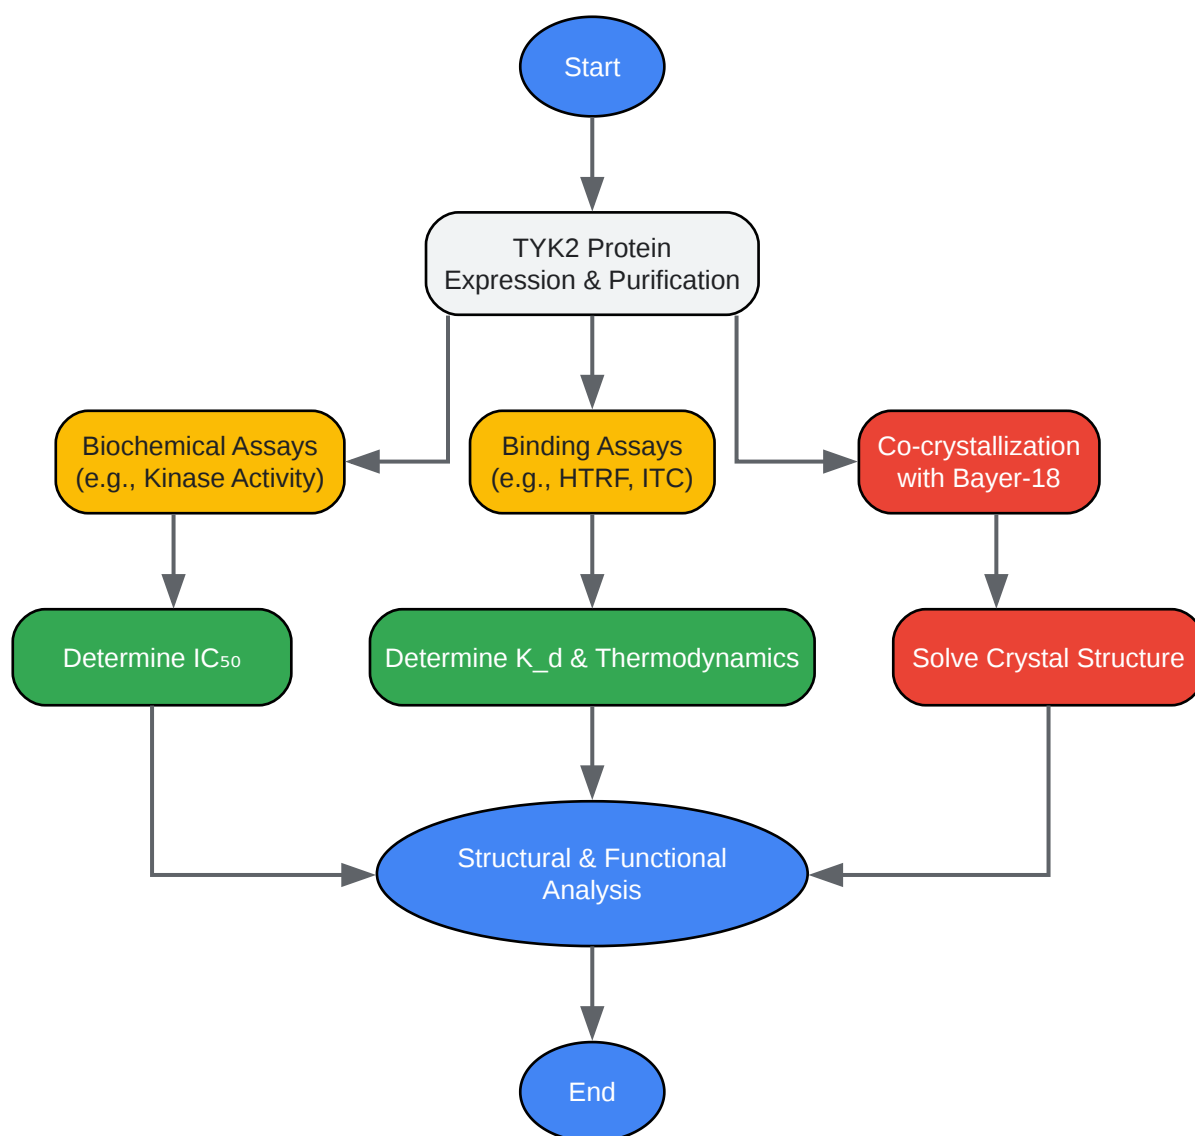 Start
TYK2 Protein
Expression & Purification
Biochemical Assays
(e.g., Kinase Activity)
Binding Assays
(e.g., HTRF, ITC)
Co-crystallization
with Bayer-18
Determine IC₅₀
Determine K_d & Thermodynamics
Solve Crystal Structure
Structural & Functional
Analysis
End